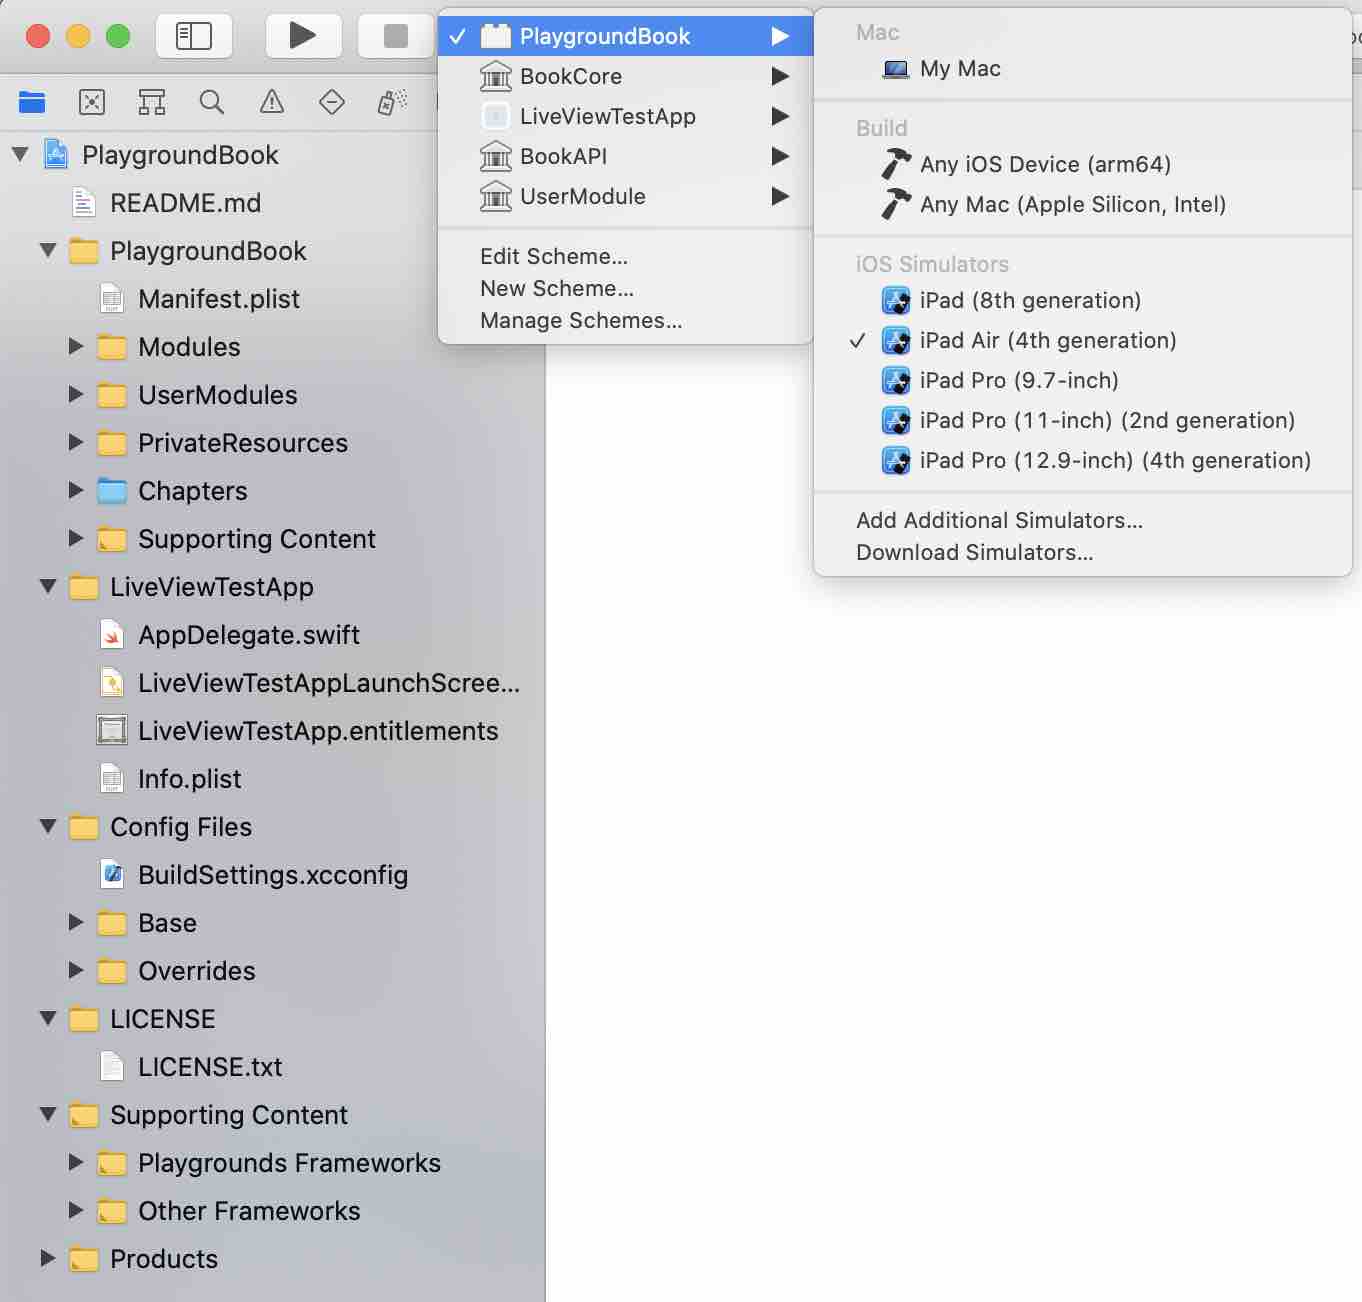 PlaygroundBook
README.md
PlaygroundBook
Manifest.plist
Modules
UserModules
PrivateResources
Chapters
Supporting Content
LiveViewTestApp
AppDelegate.swift
LiveViewTestAppLaunchScree...
LiveViewTestApp.entitlements
Info.plist
Config Files
BuildSettings.xcconfig
Base
Overrides
LICENSE
LICENSE.txt
Supporting Content
Playgrounds Frameworks
Other Frameworks
Products
PlaygroundBook
BookCore
LiveViewTestApp
BookAPI
UserModule
Edit Scheme...
New Scheme...
Manage Schemes...
Mac
My Mac
Build
Any iOS Device (arm64)
Any Mac (Apple Silicon, Intel)
iOS Simulators
iPad (8th generation)
iPad Air (4th generation)
iPad Pro (9.7-inch)
iPad Pro (11-inch) (2nd generation)
iPad Pro (12.9-inch) (4th generation)
Add Additional Simulators...
Download Simulators...